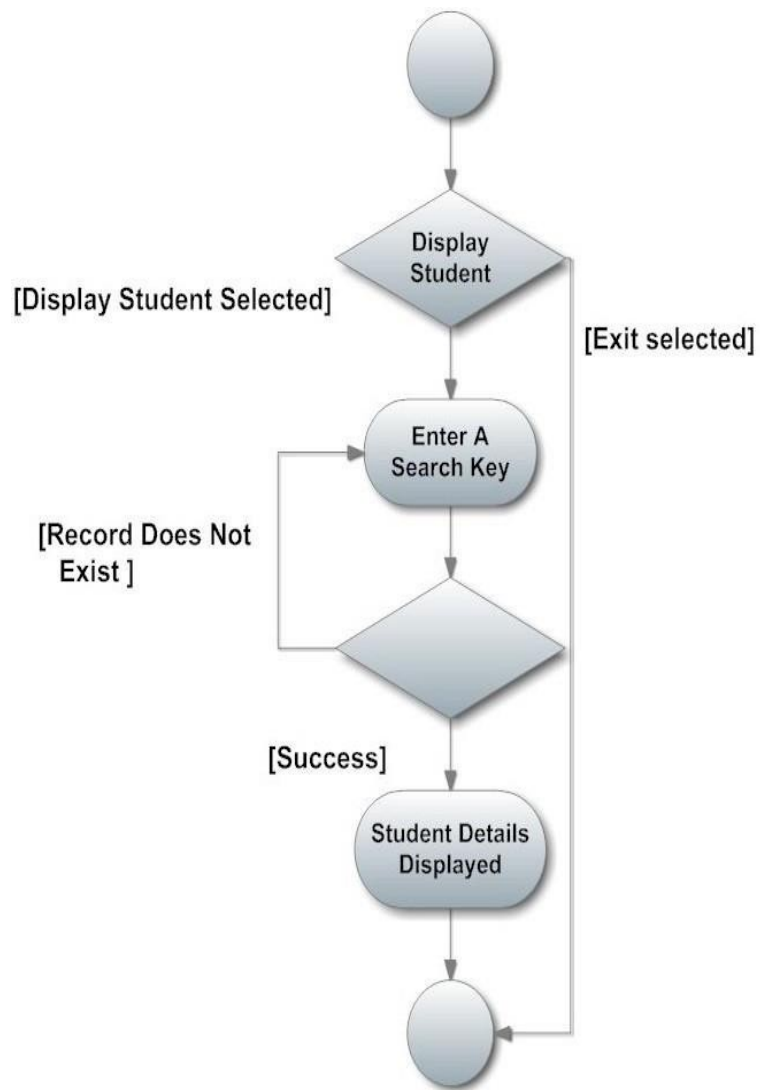 Display
Student
[Display Student Selected]
[Exit selected]
Enter A
Search Key
[Record Does Not
Exist ]
[Success]
Student Details
Displayed